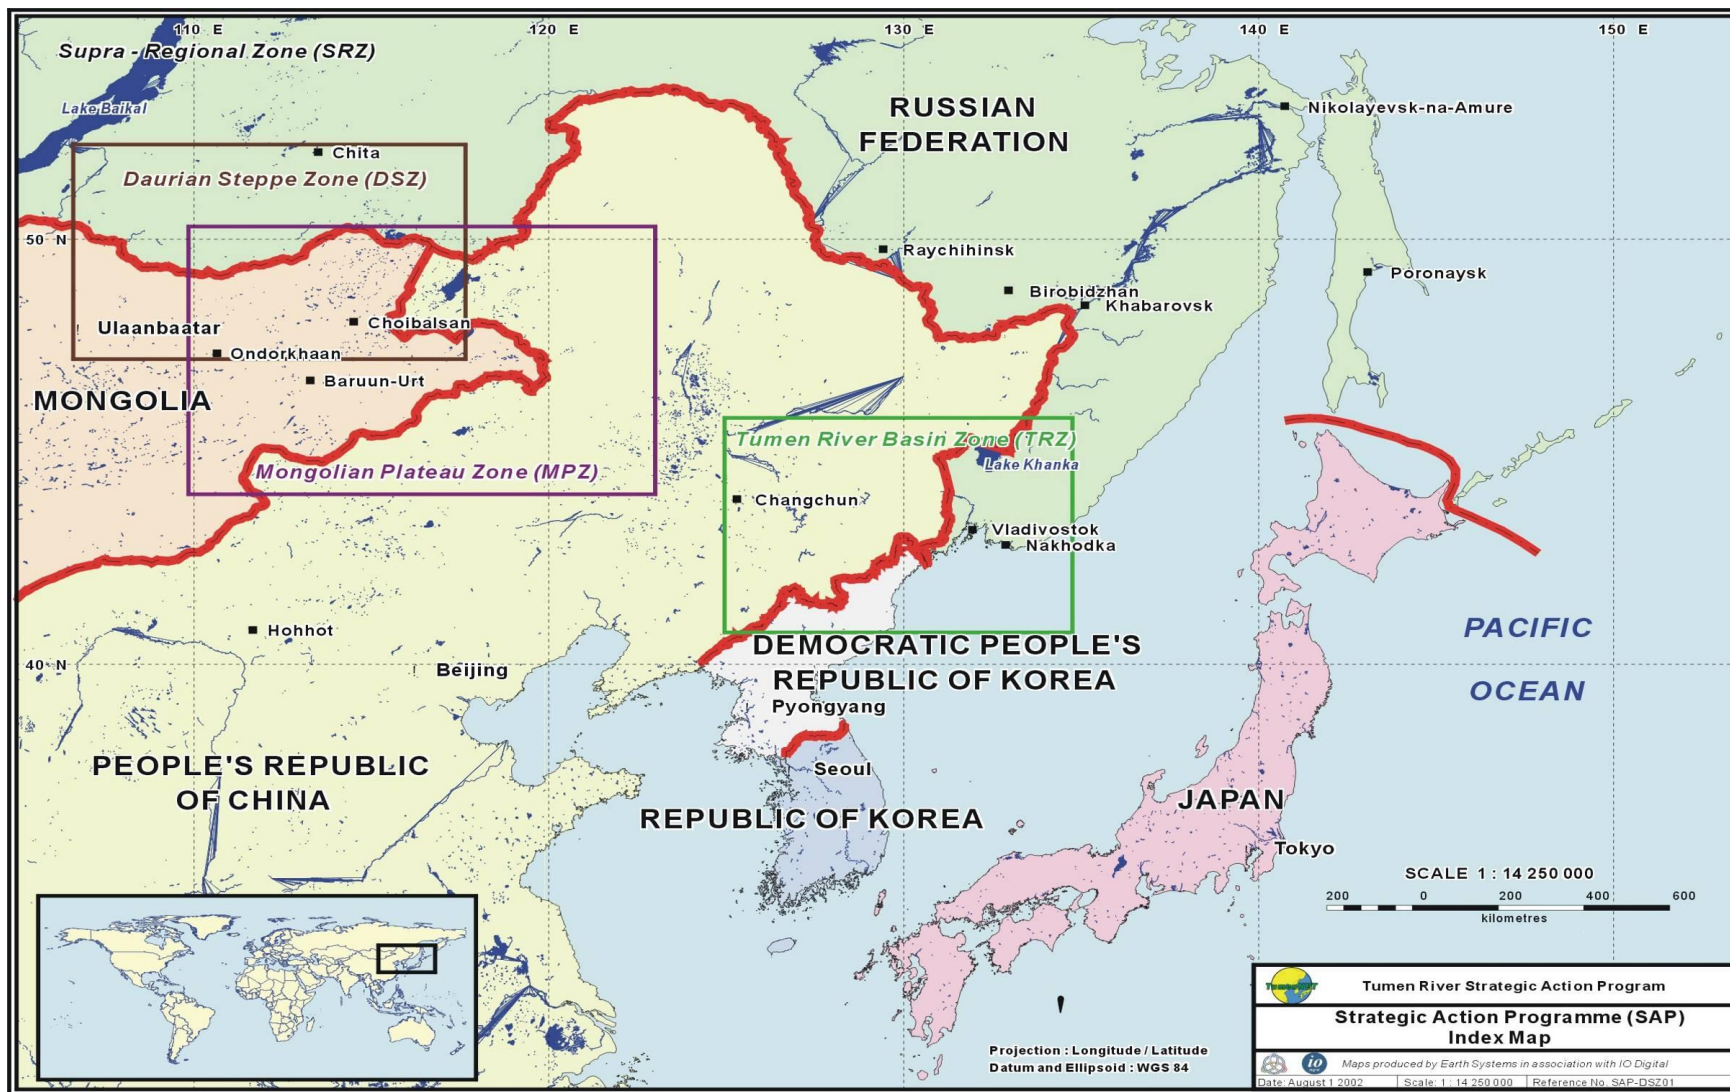 110 E
120 E
130 E
140 E
150 E
Supra - Regional Zone (SRZ)
Lake Baikal
RUSSIAN
FEDERATION
Nikolayevsk-na-Amure
Chita
Daurian Steppe Zone (DSZ)
50 N
Raychihinsk
Poronaysk
Birobidzhan
Khabarovsk
Ulaanbaatar
Choibalsan
Ondorkhaan
Baruun-Urt
MONGOLIA
Tumen River Basin Zone (TRZ)
Lake Khanka
Mongolian Plateau Zone (MPZ)
Changchun
Vladivostok
Nakhodka
Hohhot
40 N
Beijing
DEMOCRATIC PEOPLE'S
REPUBLIC OF KOREA
Pyongyang
PACIFIC
OCEAN
PEOPLE'S REPUBLIC
OF CHINA
Seoul
REPUBLIC OF KOREA
JAPAN
Tokyo
SCALE 1 : 14 250 000
200 0 200 400 600
kilometres
Projection : Longitude / Latitude
Datum and Ellipsoid : WGS 84
TumenNET
Tumen River Strategic Action Program
Strategic Action Programme (SAP)
Index Map
io
Maps produced by Earth Systems in association with IO Digital
Date: August 1 2002
Scale: 1 : 14 250 000
Reference No. SAP-DSZ01